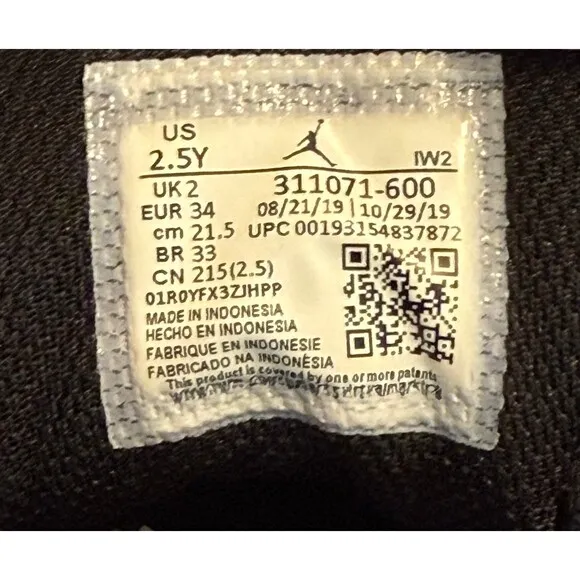 US
2.5Y
IW2
UK 2
311071-600
EUR 34
08/21/19 | 10/29/19
cm 21.5
UPC 00193154837872
BR 33
CN 215(2.5)
01R0YFX3ZJHPP
MADE IN INDONESIA
HECHO EN INDONESIA
FABRIQUE EN INDONESIE
FABRICADO NA INDONÉSIA
This product is covered by one or more patents